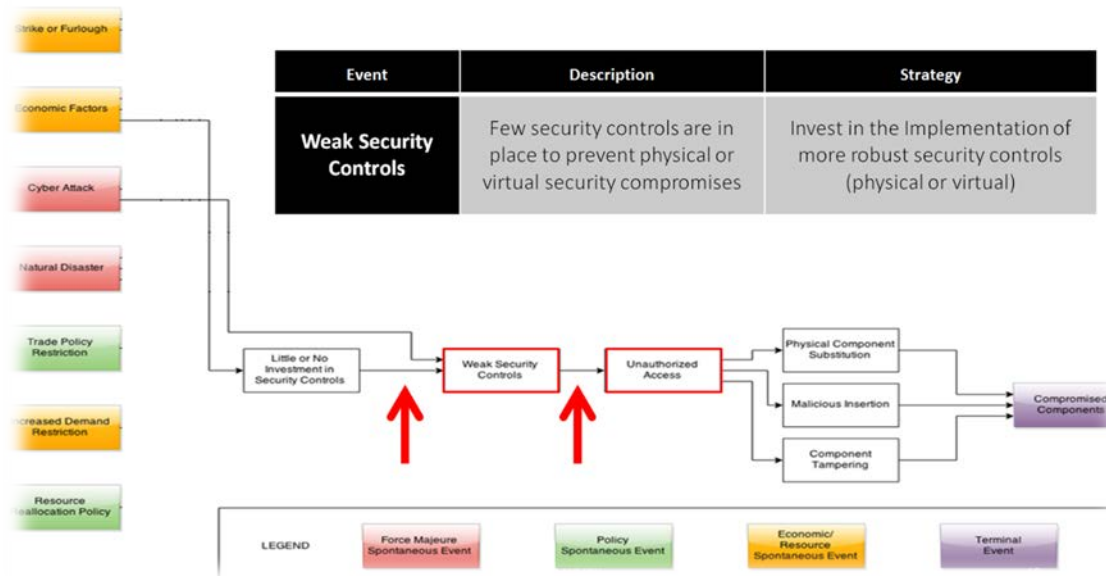 Strike or Furlough
Event
Description
Strategy
Weak Security
Controls
Few security controls are in
place to prevent physical or
virtual security compromises
Invest in the Implementation of
more robust security controls
(physical or virtual)
Economic Factors
Cyber Attack
Natural Disaster
Trade Policy
Restriction
Increased Demand
Restriction
Resource
Reallocation Policy
Little or No
Investment in
Security Controls
Weak Security
Controls
Unauthorized
Access
Physical Component
Substitution
Malicious Insertion
Component
Tampering
Compromised
Components
LEGEND
Force Majeure
Spontaneous Event
Policy
Spontaneous Event
Economic/
Resource
Spontaneous Event
Terminal
Event